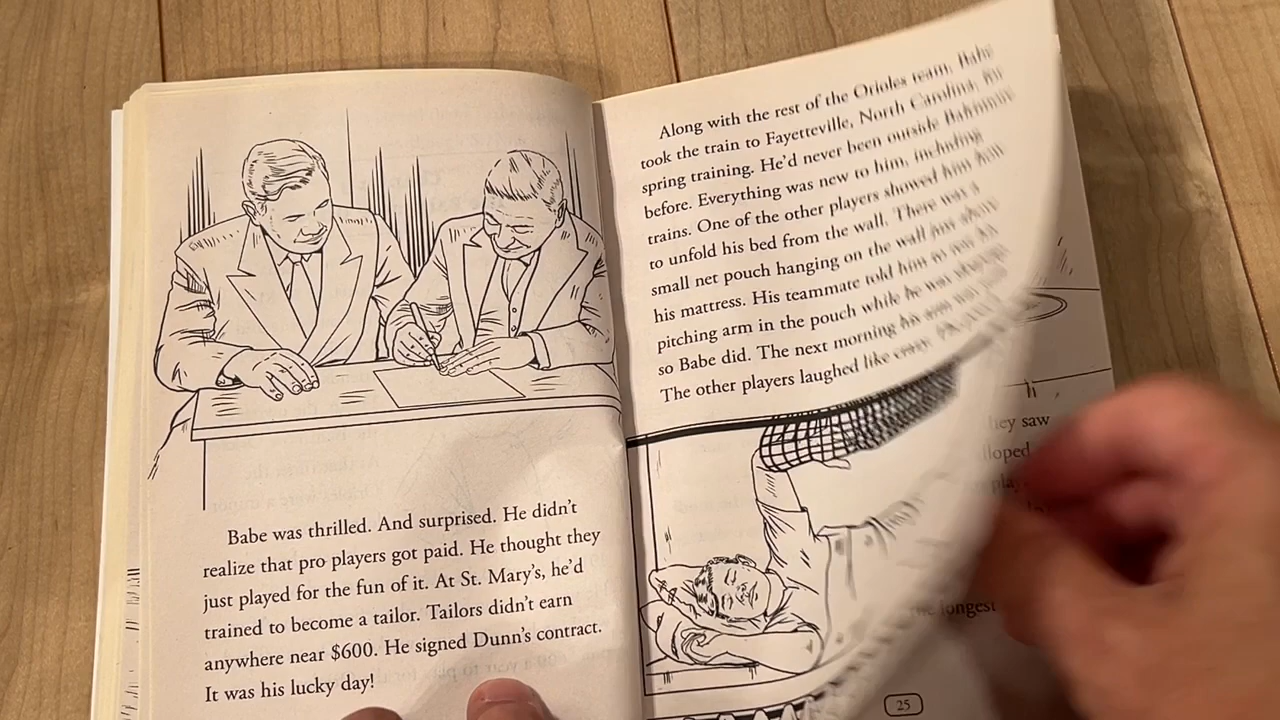 Babe was thrilled. And surprised. He didn't
realize that pro players got paid. He thought they
just played for the fun of it. At St. Mary's, he'd
trained to become a tailor. Tailors didn't earn
anywhere near $600. He signed Dunn's contract.
It was his lucky day!
Along with the rest of the Orioles team, Babe
took the train to Fayetteville, North Carolina, for
spring training. He'd never been outside Baltimore
before. Everything was new to him, including
trains. One of the other players showed him how
to unfold his bed from the wall. There was a
small net pouch hanging on the wall just above
his mattress. His teammate told him to rest his
pitching arm in the pouch while he was sleeping,
so Babe did. The next morning his arm was
The other players laughed like crazy.
25
hey saw
lloped
play
he longest